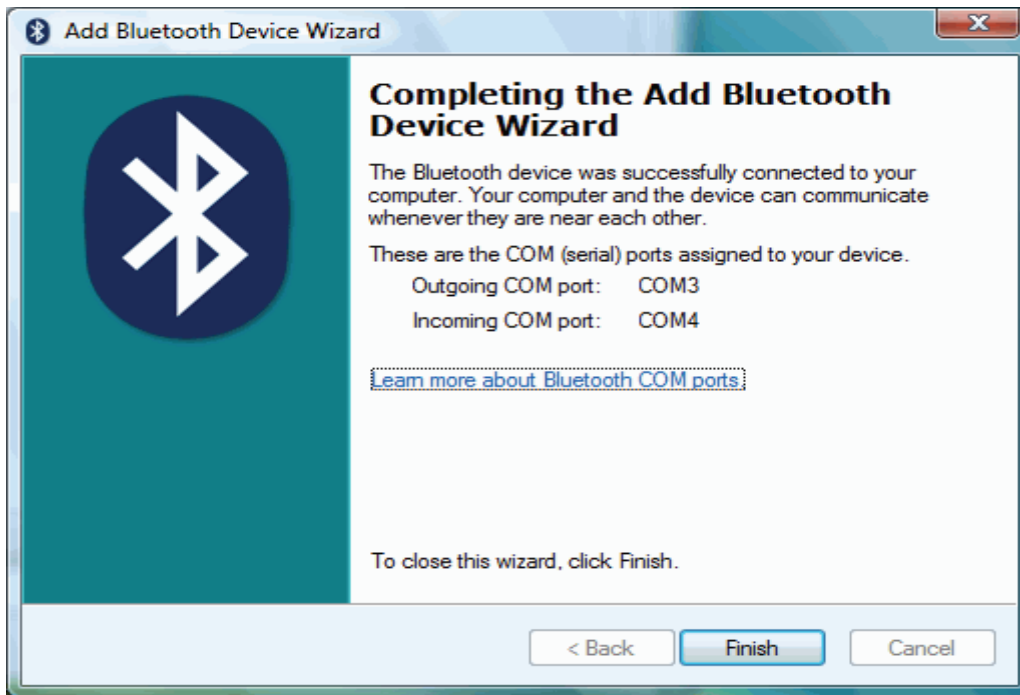 Add Bluetooth Device Wizard
Completing the Add Bluetooth
Device Wizard
The Bluetooth device was successfully connected to your
computer. Your computer and the device can communicate
whenever they are near each other.
These are the COM (serial) ports assigned to your device.
Outgoing COM port: COM3
Incoming COM port: COM4
Learn more about Bluetooth COM ports
To close this wizard, click Finish.
< Back Finish Cancel